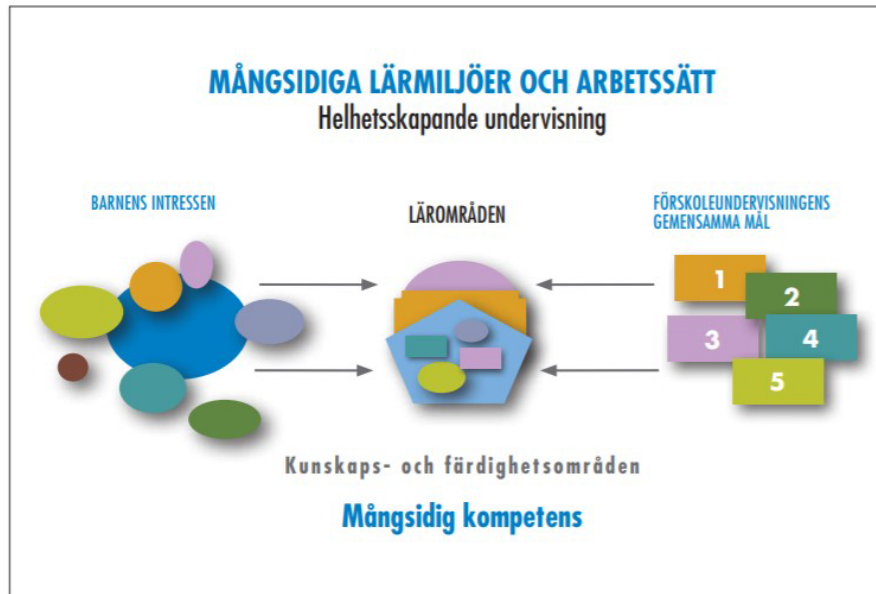 MÅNGSIDIGA LÄRMILJÖER OCH ARBETSSÄTT
Helhetsskapande undervisning
BARNENS INTRESSEN
LÄROMRÅDEN
FÖRSKOLEUNDERVISNINGENS
GEMENSAMMA MÅL
1
2
3
4
5
Kunskaps- och färdighetsområden
Mångsidig kompetens